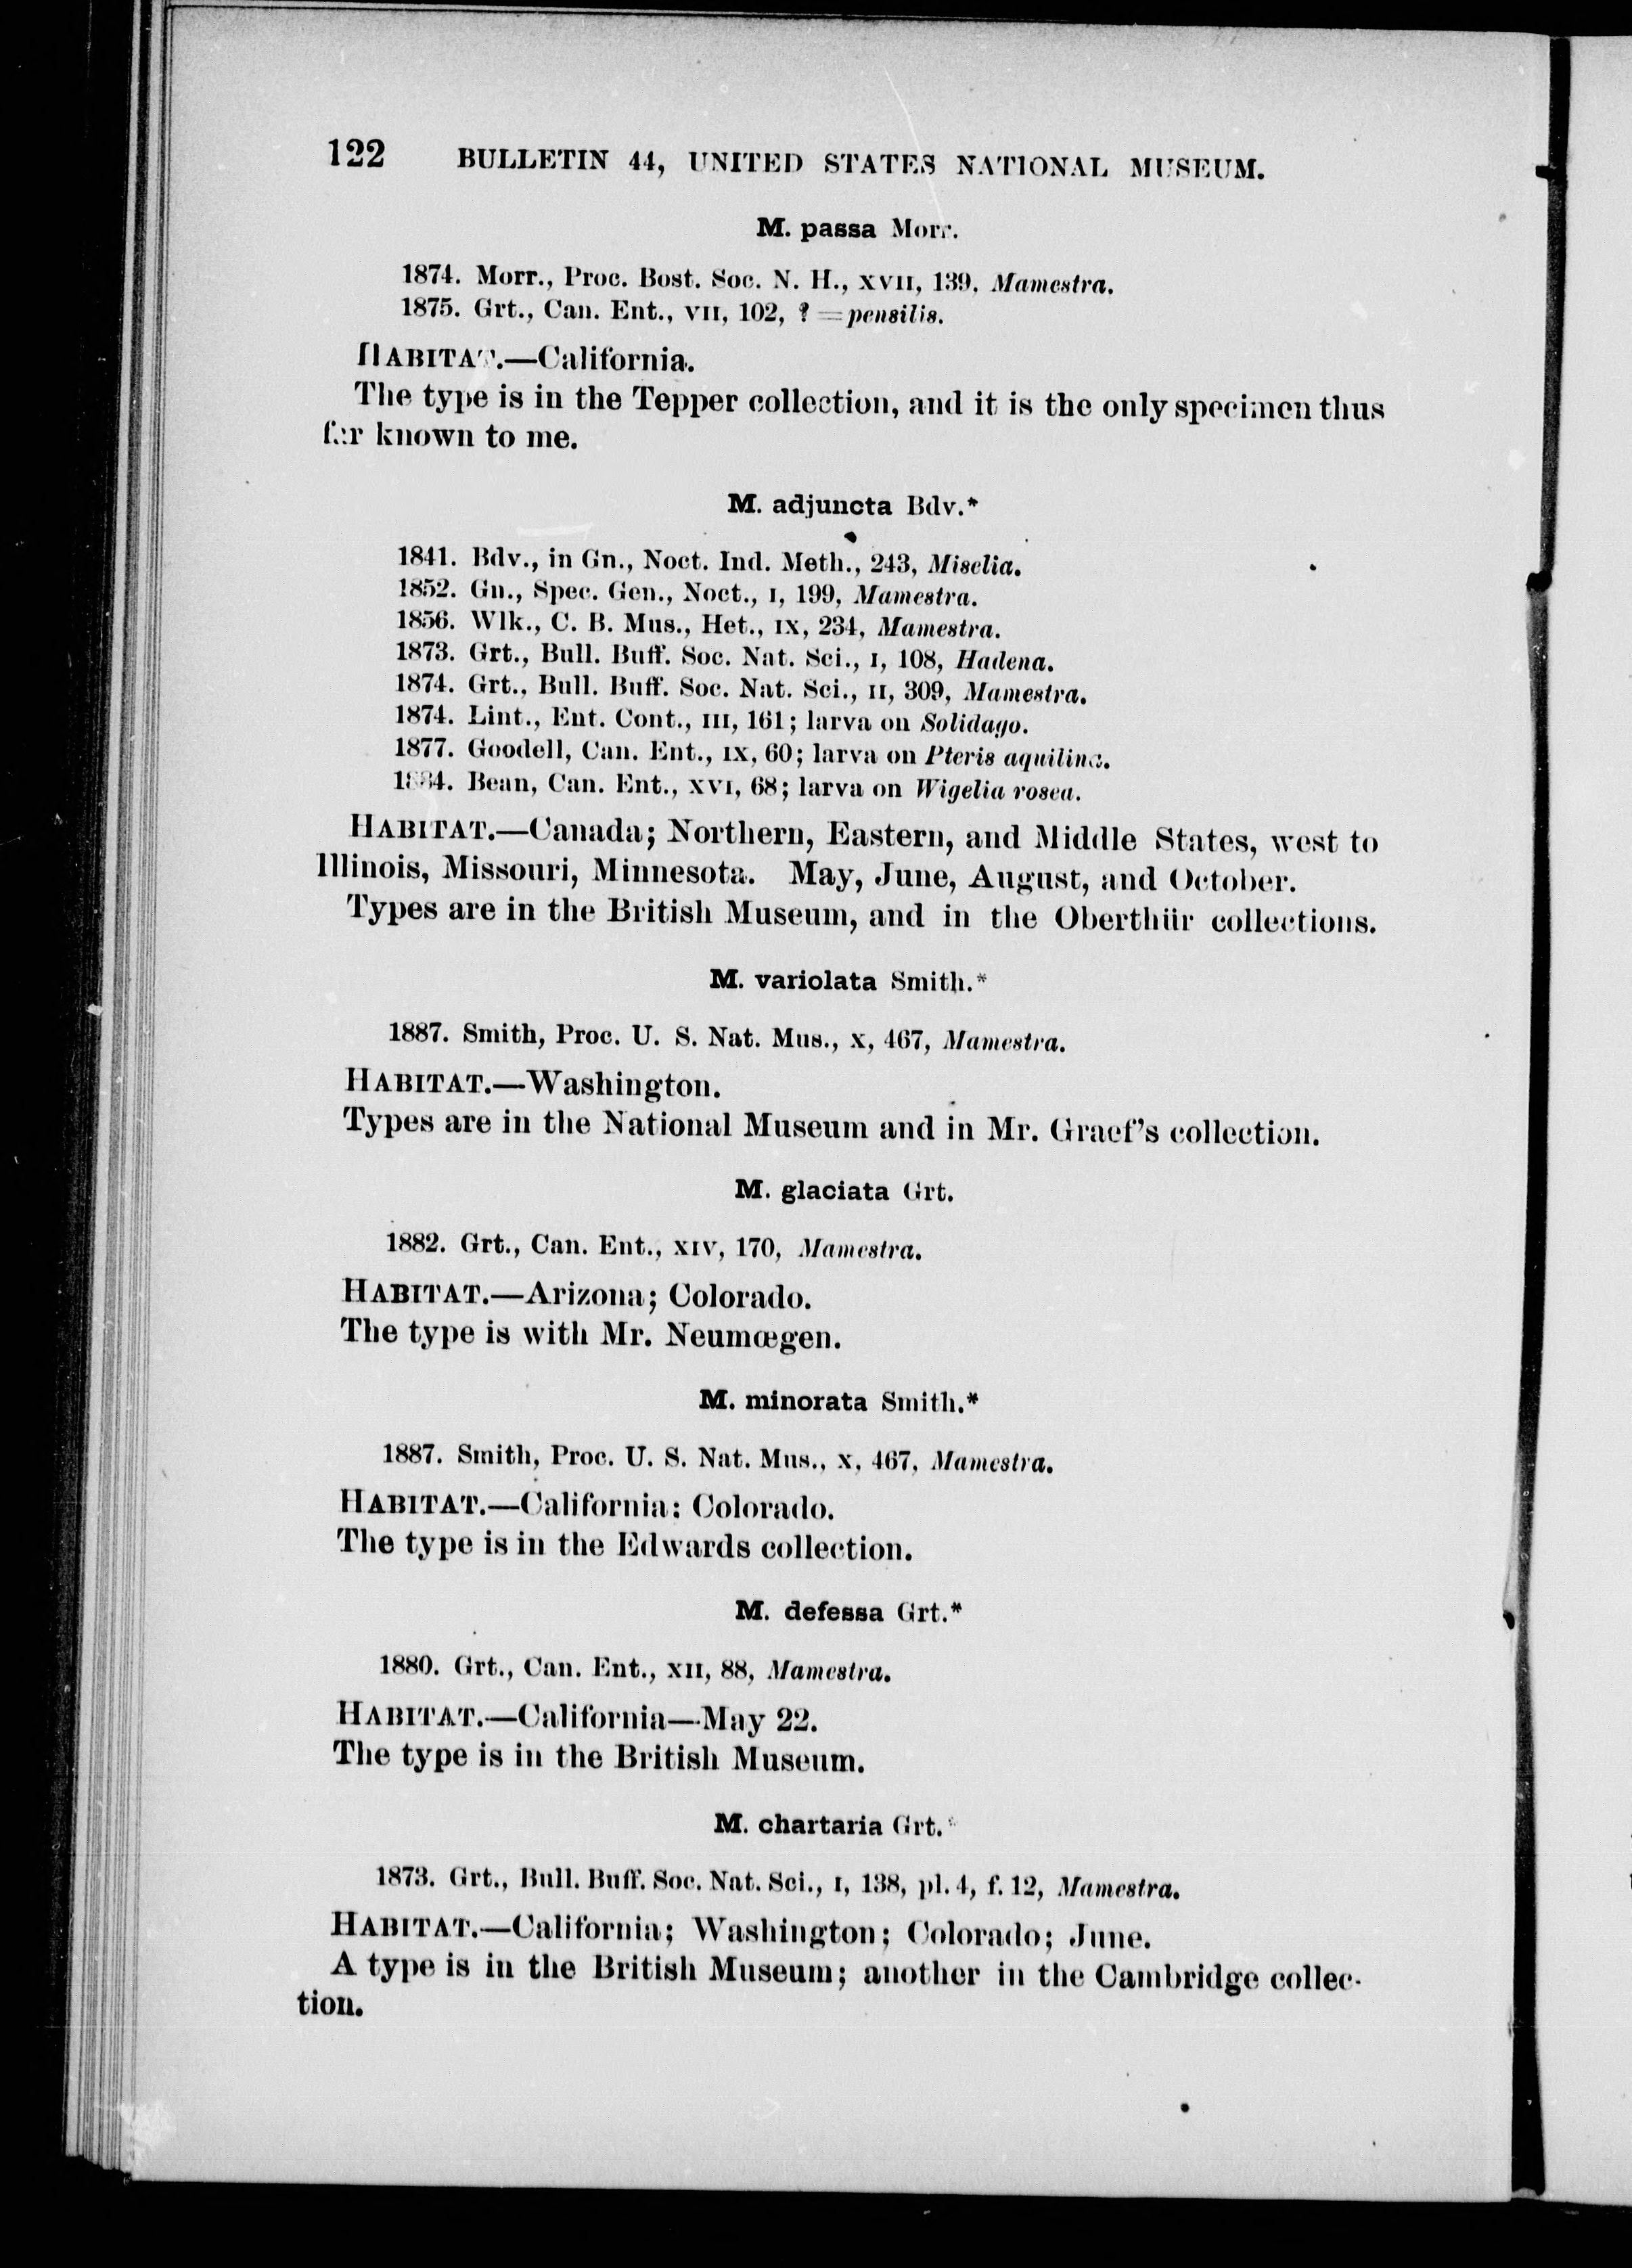 122 BULLETIN 44, UNITED STATES NATIONAL MUSEUM.
M. passa Morr.
1874. Morr., Proc. Bost. Soc. N. H., XVII, 139, Mamestra.
1875. Grt., Can. Ent., VII, 102, ? = pensilis.
HABITAT.—California.
The type is in the Tepper collection, and it is the only specimen thus
far known to me.
M. adjuncta Bdv.*
1841. Bdv., in Gn., Noct. Ind. Meth., 243, Miselia.
1852. Gn., Spec. Gen., Noct., I, 199, Mamestra.
1856. Wlk., C. B. Mus., Het., IX, 234, Mamestra.
1873. Grt., Bull. Buff. Soc. Nat. Sci., I, 108, Hadena.
1874. Grt., Bull. Buff. Soc. Nat. Sci., II, 309, Mamestra.
1874. Lint., Ent. Cont., III, 161; larva on Solidago.
1877. Goodell, Can. Ent., IX, 60; larva on Pteris aquilina.
1884. Bean, Can. Ent., XVI, 68; larva on Wigelia rosea.
HABITAT.—Canada; Northern, Eastern, and Middle States, west to
Illinois, Missouri, Minnesota. May, June, August, and October.
Types are in the British Museum, and in the Oberthür collections.
M. variolata Smith.*
1887. Smith, Proc. U. S. Nat. Mus., X, 467, Mamestra.
HABITAT.—Washington.
Types are in the National Museum and in Mr. Graef's collection.
M. glaciata Grt.
1882. Grt., Can. Ent., XIV, 170, Mamestra.
HABITAT.—Arizona; Colorado.
The type is with Mr. Neumœgen.
M. minorata Smith.*
1887. Smith, Proc. U. S. Nat. Mus., X, 467, Mamestra.
HABITAT.—California; Colorado.
The type is in the Edwards collection.
M. defessa Grt.*
1880. Grt., Can. Ent., XII, 88, Mamestra.
HABITAT.—California—May 22.
The type is in the British Museum.
M. chartaria Grt.*
1873. Grt., Bull. Buff. Soc. Nat. Sci., I, 138, pl. 4, f. 12, Mamestra.
HABITAT.—California; Washington; Colorado; June.
A type is in the British Museum; another in the Cambridge collec-
tion.